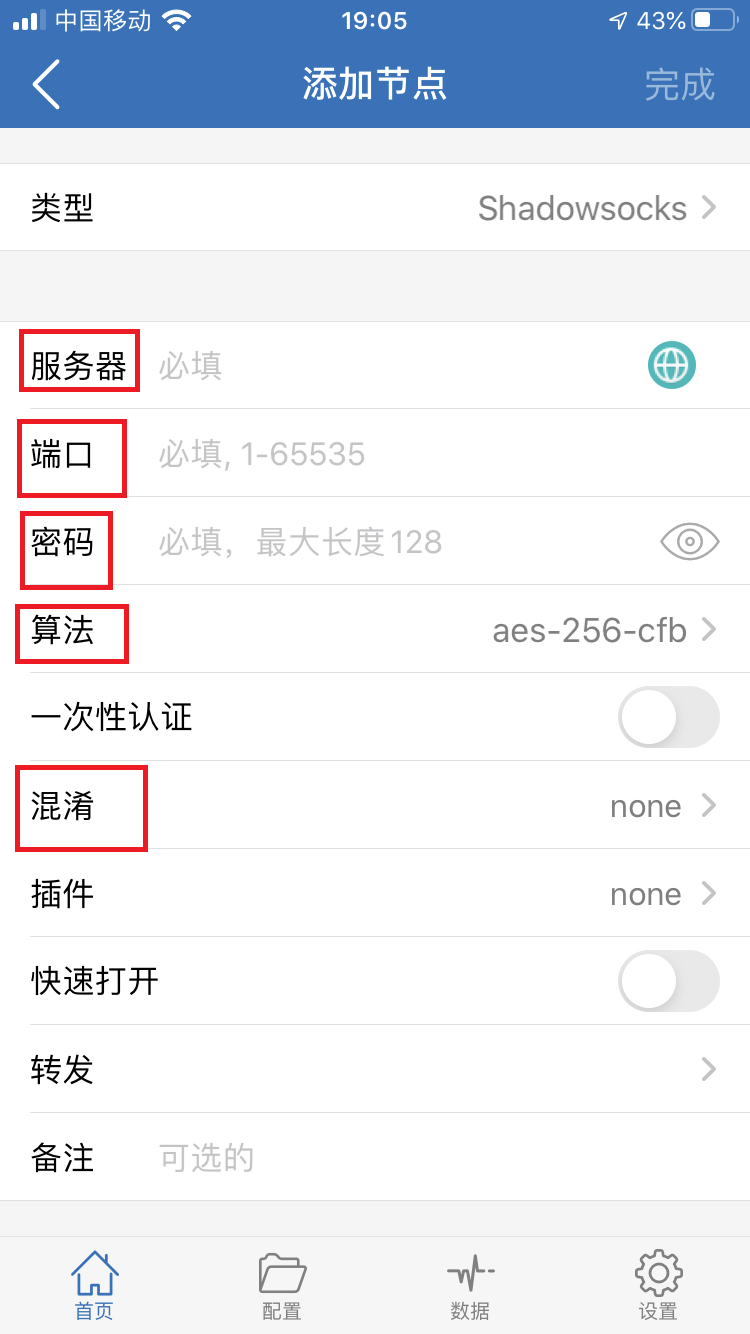 中国移动 19:05 43%
添加节点 完成
类型 Shadowsocks
服务器 必填
端口 必填, 1-65535
密码 必填，最大长度128
算法 aes-256-cfb
一次性认证
混淆 none
插件 none
快速打开
转发
备注 可选的
首页 配置 数据 设置